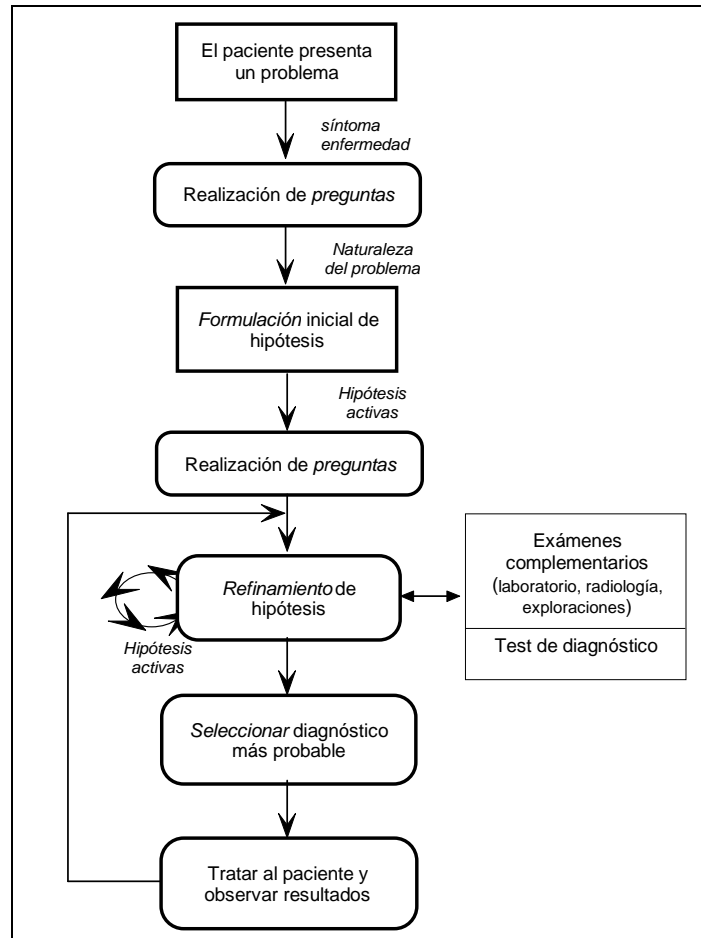 El paciente presenta
un problema
síntoma
enfermedad
Realización de preguntas
Naturaleza
del problema
Formulación inicial de
hipótesis
Hipótesis
activas
Realización de preguntas
Refinamiento de
hipótesis
Hipótesis
activas
Exámenes
complementarios
(laboratorio, radiología,
exploraciones)
Test de diagnóstico
Seleccionar diagnóstico
más probable
Tratar al paciente y
observar resultados